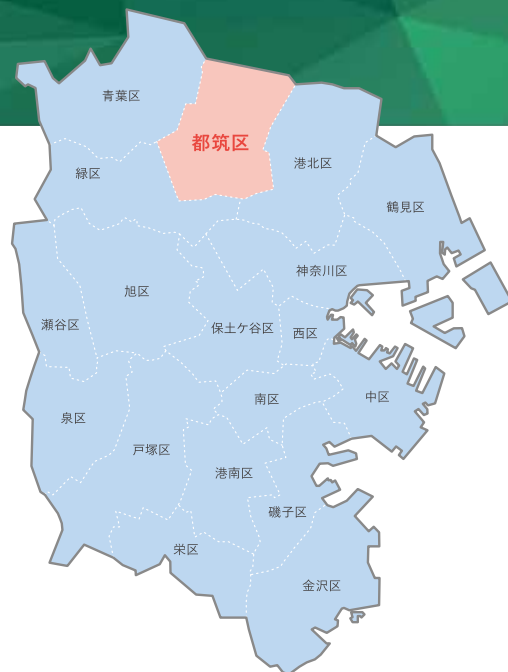 青葉区
都筑区
港北区
緑区
鶴見区
神奈川区
旭区
瀬谷区
保土ケ谷区
西区
南区
中区
泉区
戸塚区
港南区
磯子区
栄区
金沢区